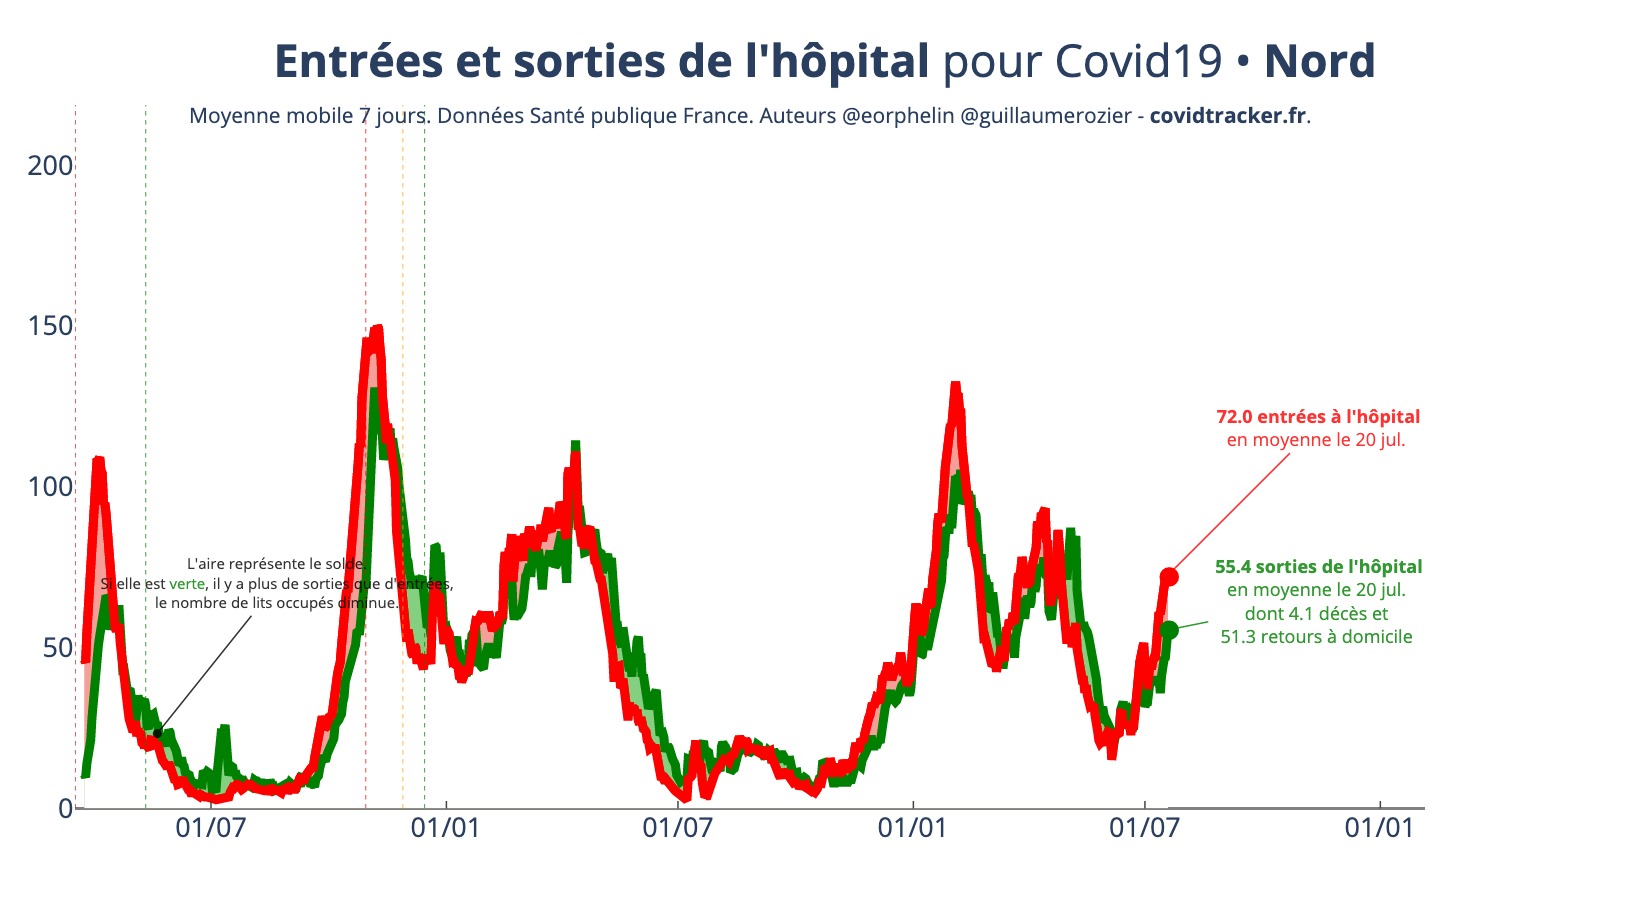 Entrées et sorties de l'hôpital pour Covid19 • Nord
Moyenne mobile 7 jours. Données Santé publique France. Auteurs @eorphelin @guillaumerozier - covidtracker.fr.
200
150
100
50
0
72.0 entrées à l'hôpital
en moyenne le 20 jul.
55.4 sorties de l'hôpital
en moyenne le 20 jul.
dont 4.1 décès et
51.3 retours à domicile
L'aire représente le solde.
Si elle est verte, il y a plus de sorties que d'entrées,
le nombre de lits occupés diminue.
01/07
01/01
01/07
01/01
01/07
01/01